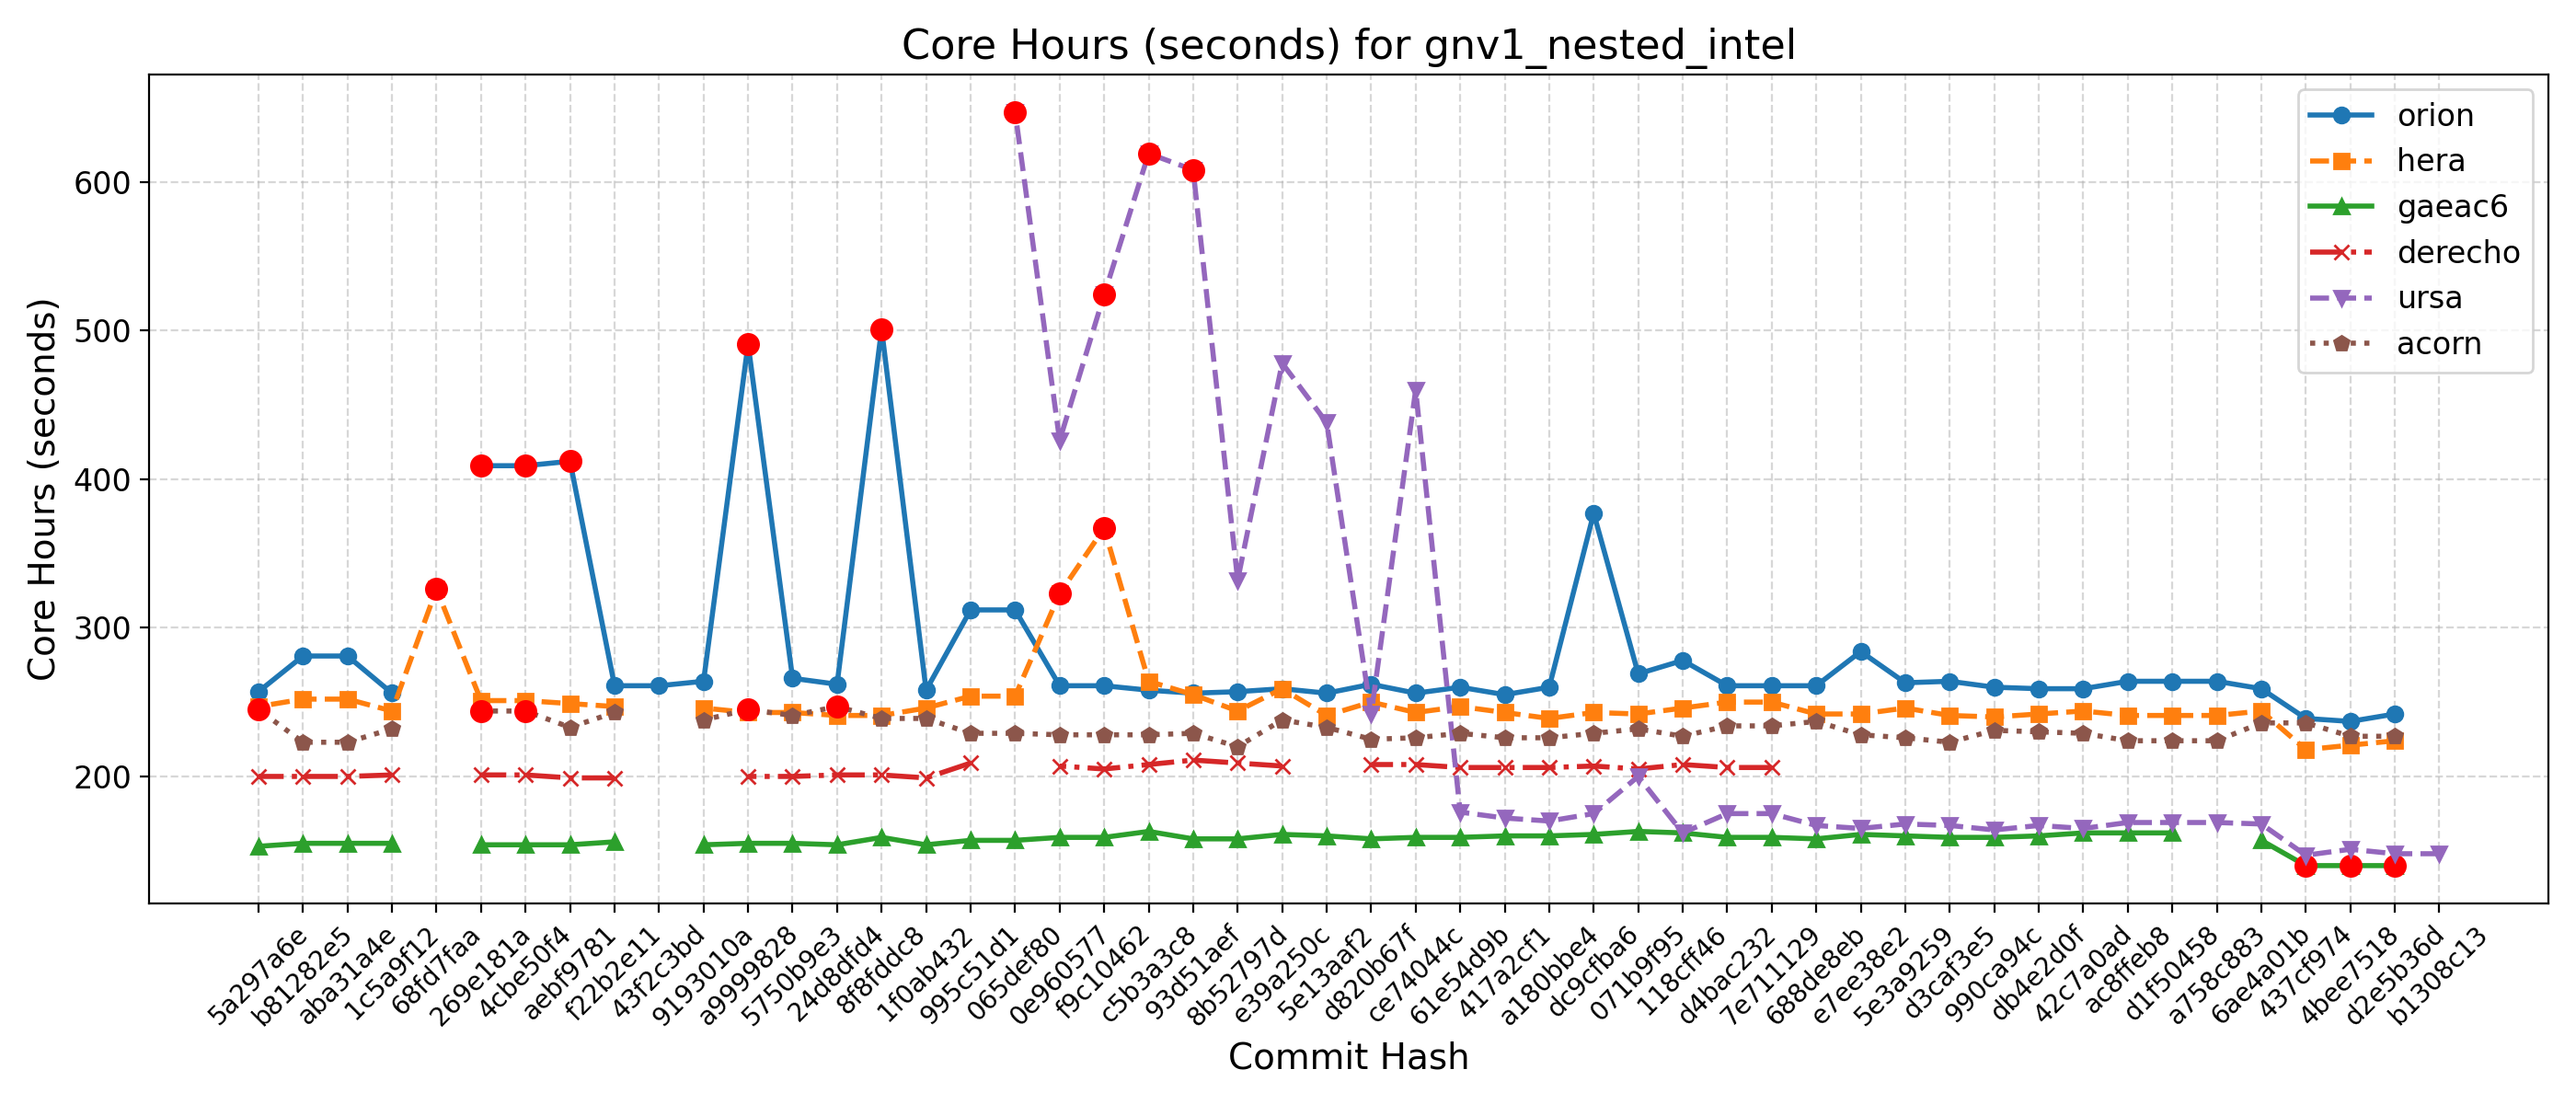 Core Hours (seconds) for gnv1_nested_intel
Core Hours (seconds)
600
500
400
300
200
orion
hera
gaeac6
derecho
ursa
acorn
5a297a6e
b81282e5
aba31a4e
1c5a9f12
68fd7faa
269e181a
4cbe50f4
aebf9781
f22b2e11
43f2c3bd
9193010a
a9999828
5750b9e3
24d8dfd4
8f8fddc8
1f0ab432
995c51d1
065def80
0e960577
f9c10462
c5b3a3c8
93d51aef
8b52797d
e39a250c
5e13aaf2
d820b67f
ce74044c
61e54d9b
417a2cf1
a180bbe4
dc9cfba6
071b9f95
118cff46
d4bac232
7e711129
688de8eb
e7ee38e2
5e3a9259
d3caf3e5
990ca94c
db4e2d0f
42c7a0ad
ac8ffeb8
d1f50458
a758c883
6ae4a01b
437cf974
4bee7518
d2e5b36d
b1308c13
Commit Hash